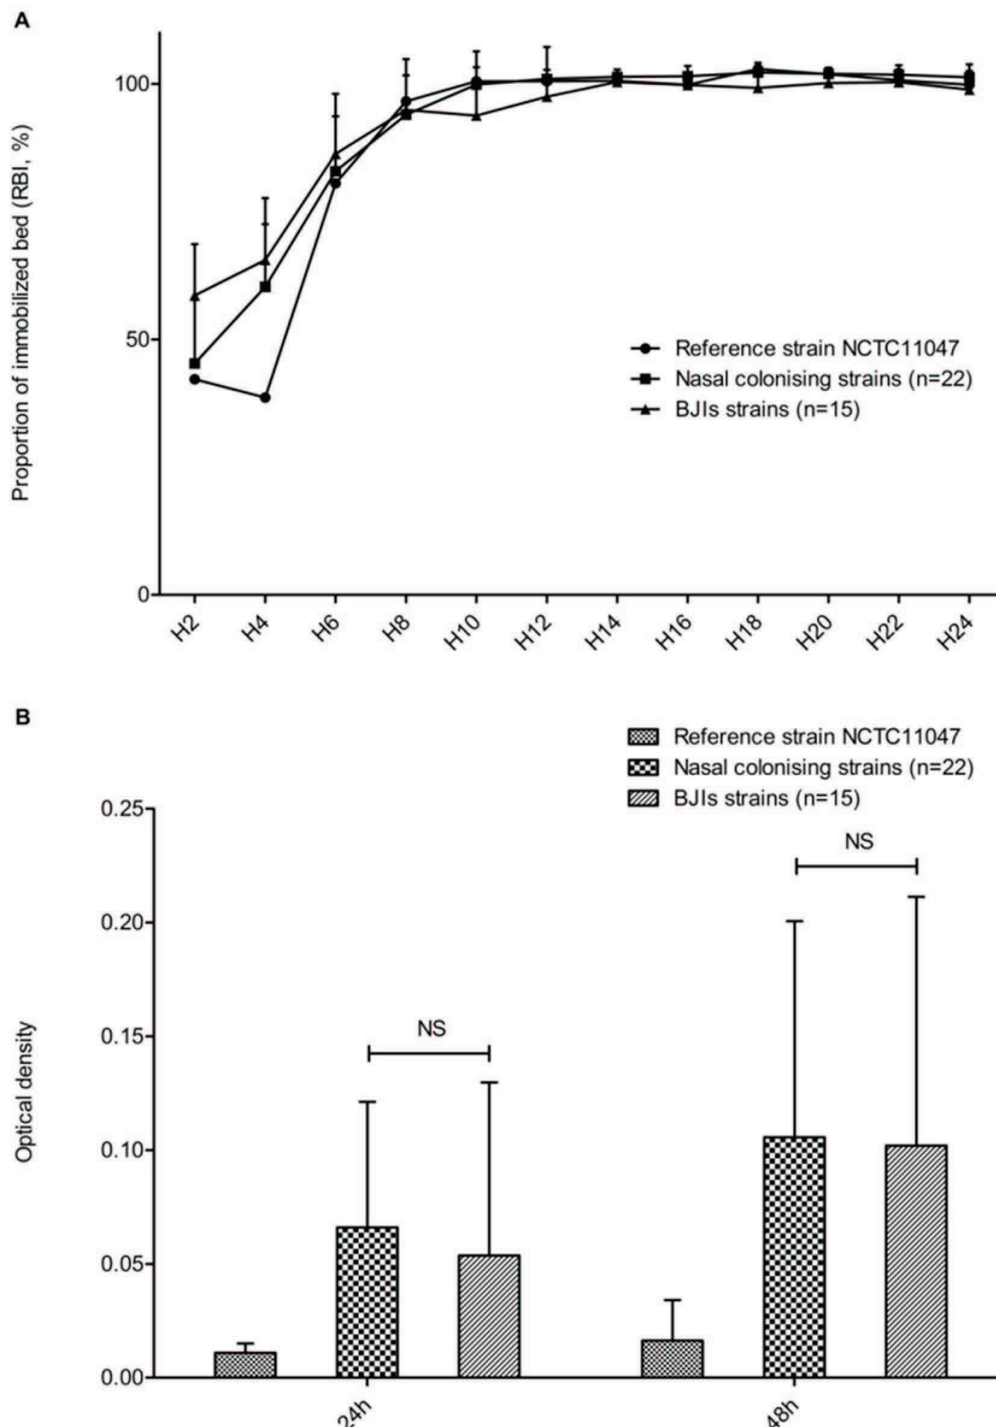 A
Proportion of immobilized bed (RBI, %)
100
50
0
Reference strain NCTC11047
Nasal colonising strains (n=22)
BJIs strains (n=15)
H2 H4 H6 H8 H10 H12 H14 H16 H18 H20 H22 H24
B
Reference strain NCTC11047
Nasal colonising strains (n=22)
BJIs strains (n=15)
Optical density
0.25
0.20
0.15
0.10
0.05
0.00
NS
NS
24h 48h